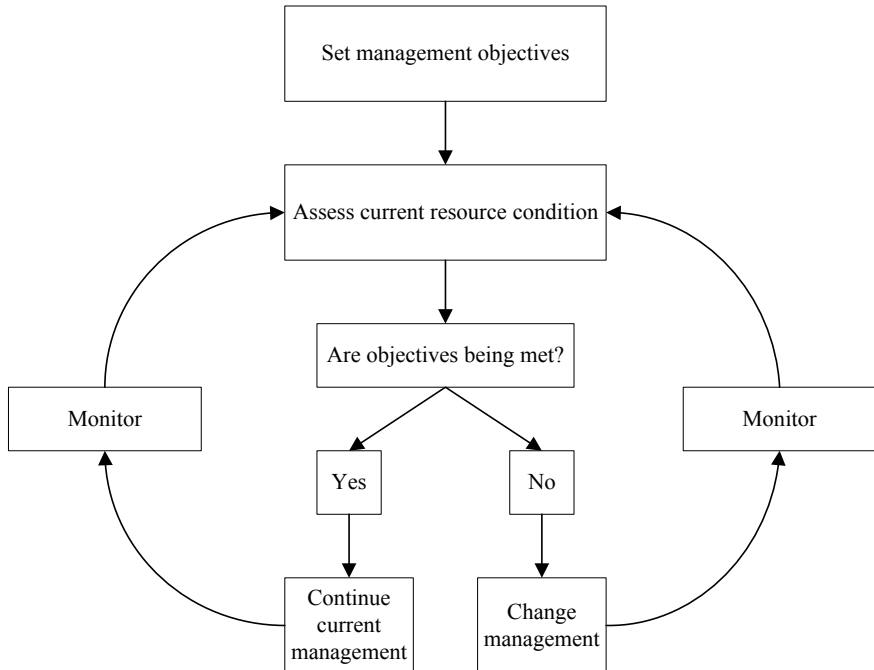 Set management objectives
Assess current resource condition
Are objectives being met?
Monitor
Monitor
Yes
No
Continue
current
management
Change
management